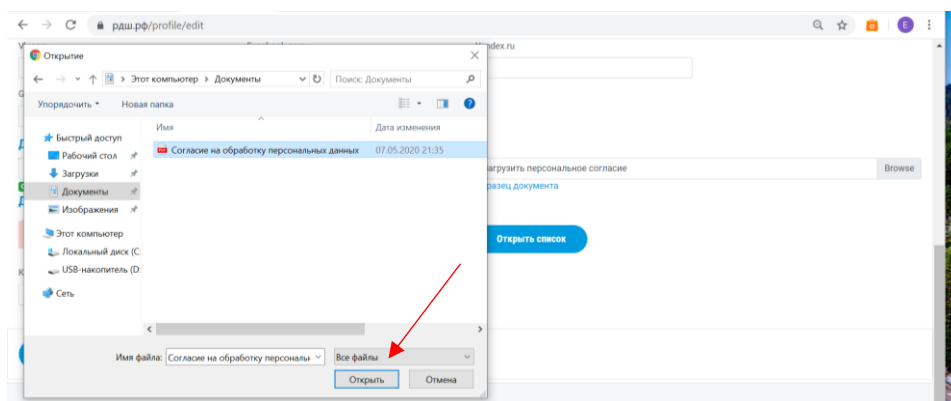 рдш.рф/profile/edit
E
Открытие
ndex.ru
Этот компьютер > Документы
Поиск: Документы
Упорядочить
Новая папка
Имя
Дата изменения
Быстрый доступ
Согласие на обработку персональных данных 07.05.2020 21:35
Рабочий стол
Загрузки
агрузить персональное согласие
Browse
Документы
разец документа
Изображения
Этот компьютер
Открыть список
Локальный диск (C
USB-накопитель (D:
Сеть
Имя файла: Согласие на обработку персональн
Все файлы
Открыть
Отмена